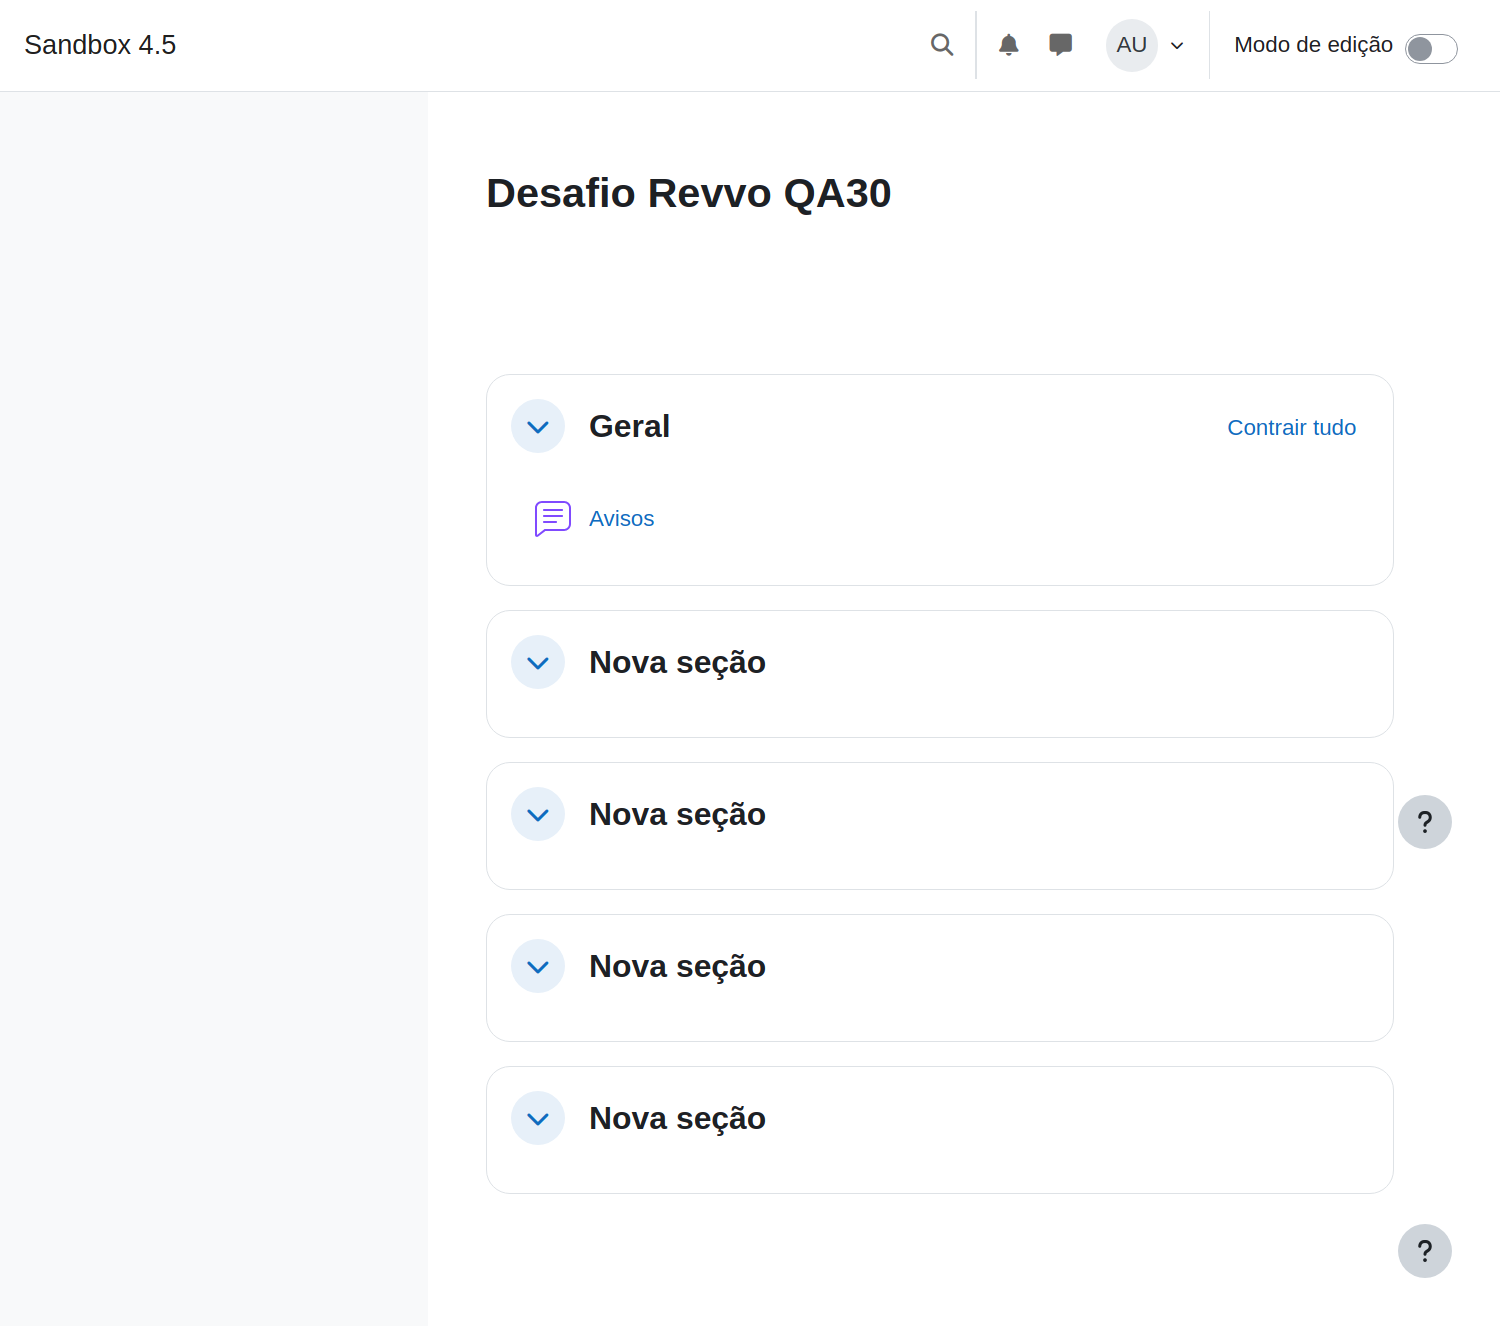 Sandbox 4.5
AU
Modo de edição
Desafio Revvo QA30
Geral
Contrair tudo
Avisos
Nova seção
Nova seção
?
Nova seção
Nova seção
?